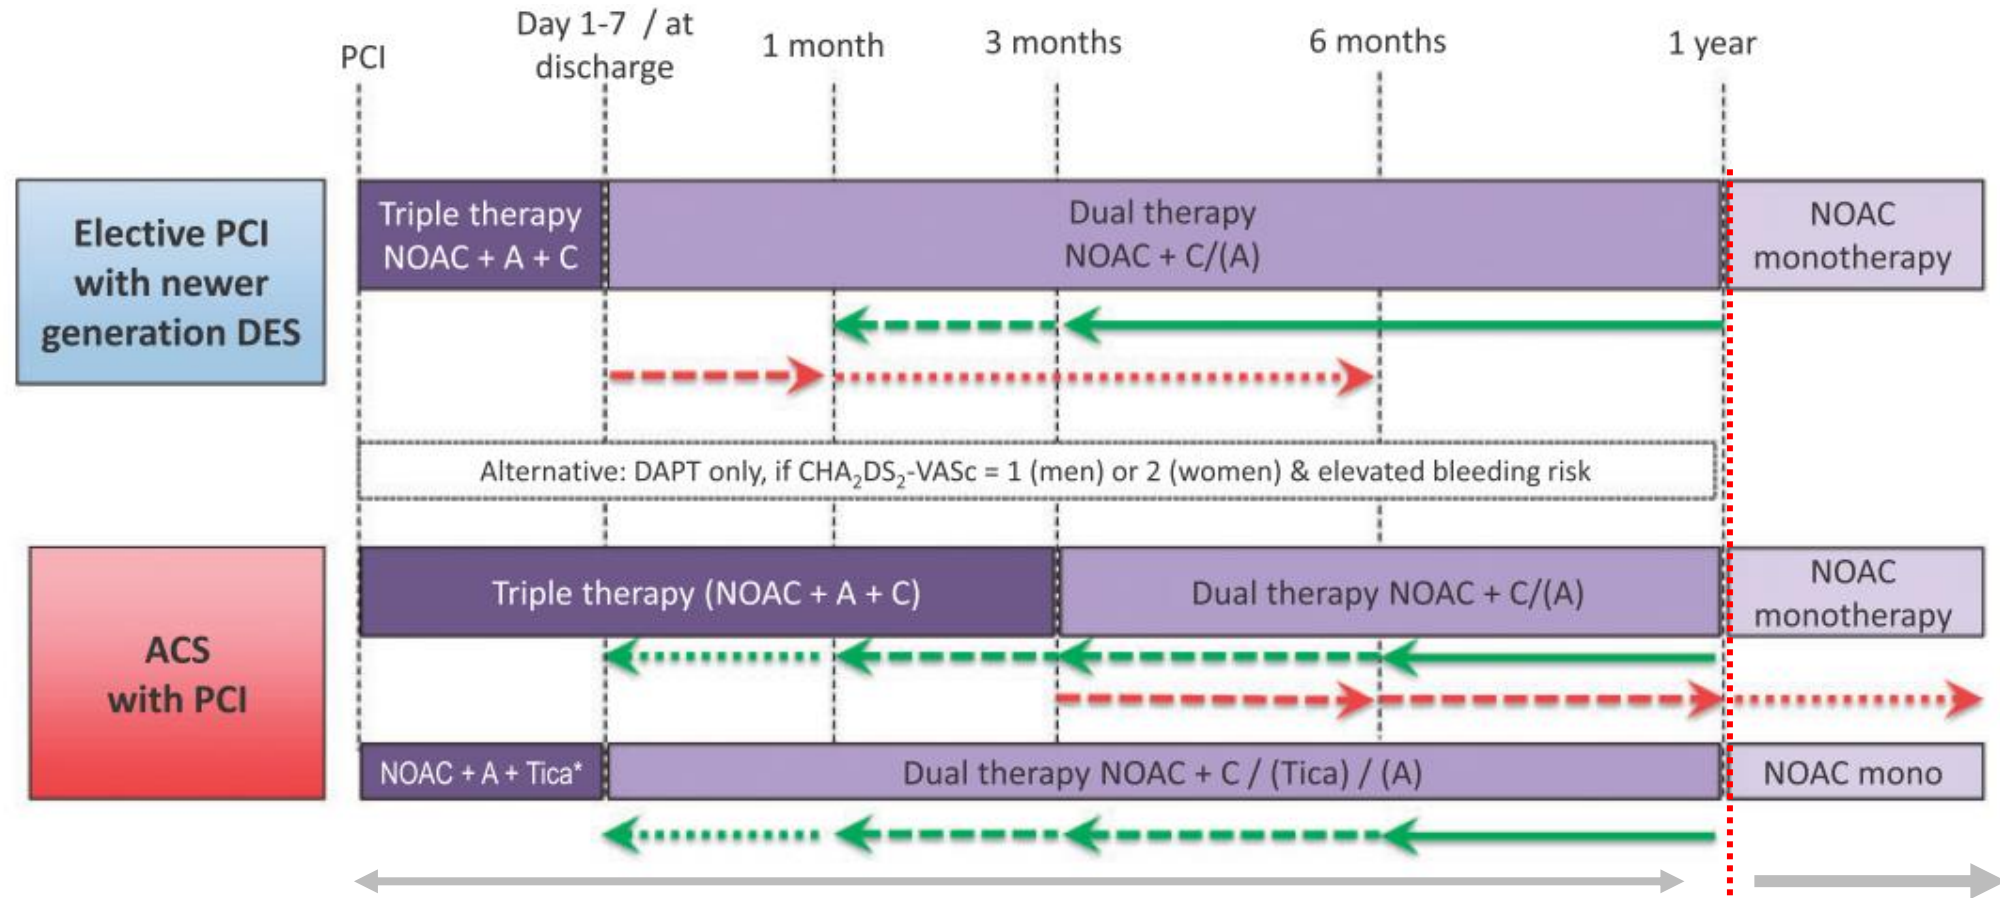 PCI
Day 1-7 / at
discharge
1 month
3 months
6 months
1 year
Elective PCI
with newer
generation DES
Triple therapy
NOAC + A + C
Dual therapy
NOAC + C/(A)
NOAC
monotherapy
Alternative: DAPT only, if CHA₂DS₂-VASc = 1 (men) or 2 (women) & elevated bleeding risk
ACS
with PCI
Triple therapy (NOAC + A + C)
Dual therapy NOAC + C/(A)
NOAC
monotherapy
NOAC + A + Tica*
Dual therapy NOAC + C / (Tica) / (A)
NOAC mono